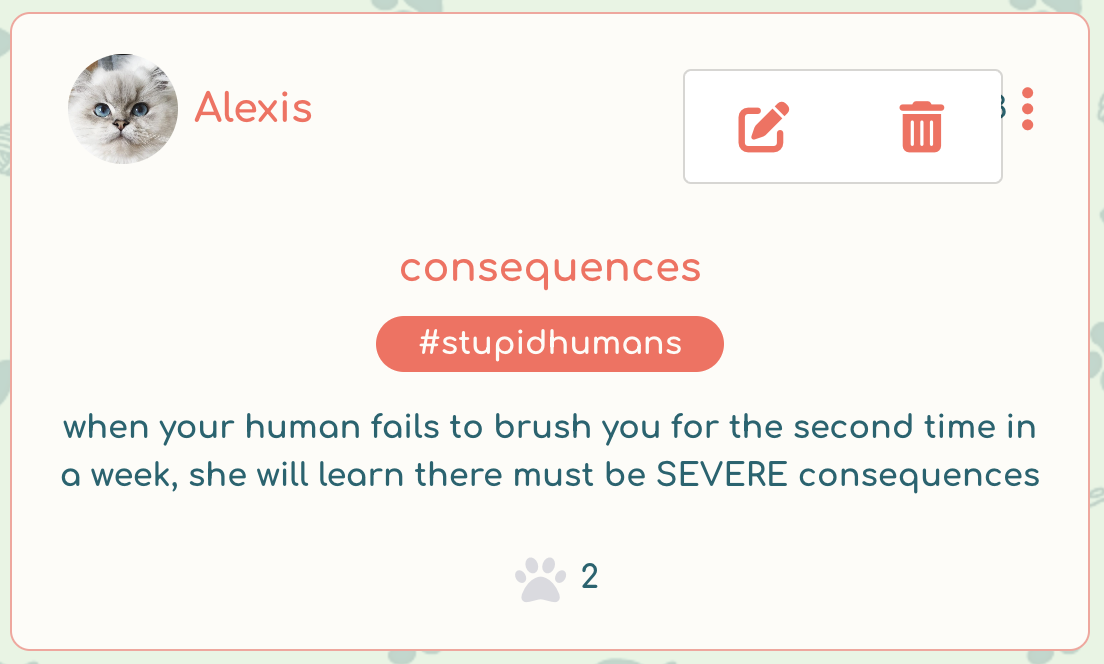 Alexis
consequences
#stupidhumans
when your human fails to brush you for the second time in
a week, she will learn there must be SEVERE consequences
2